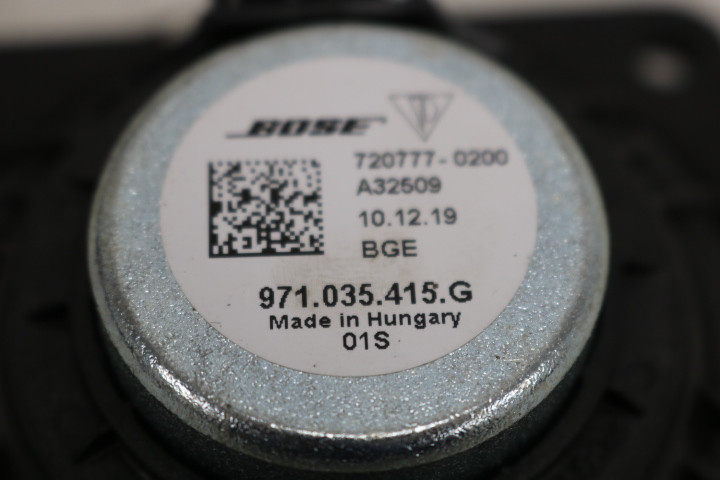 BOSE
720777-0200
A32509
10.12.19
BGE
971.035.415.G
Made in Hungary
01S